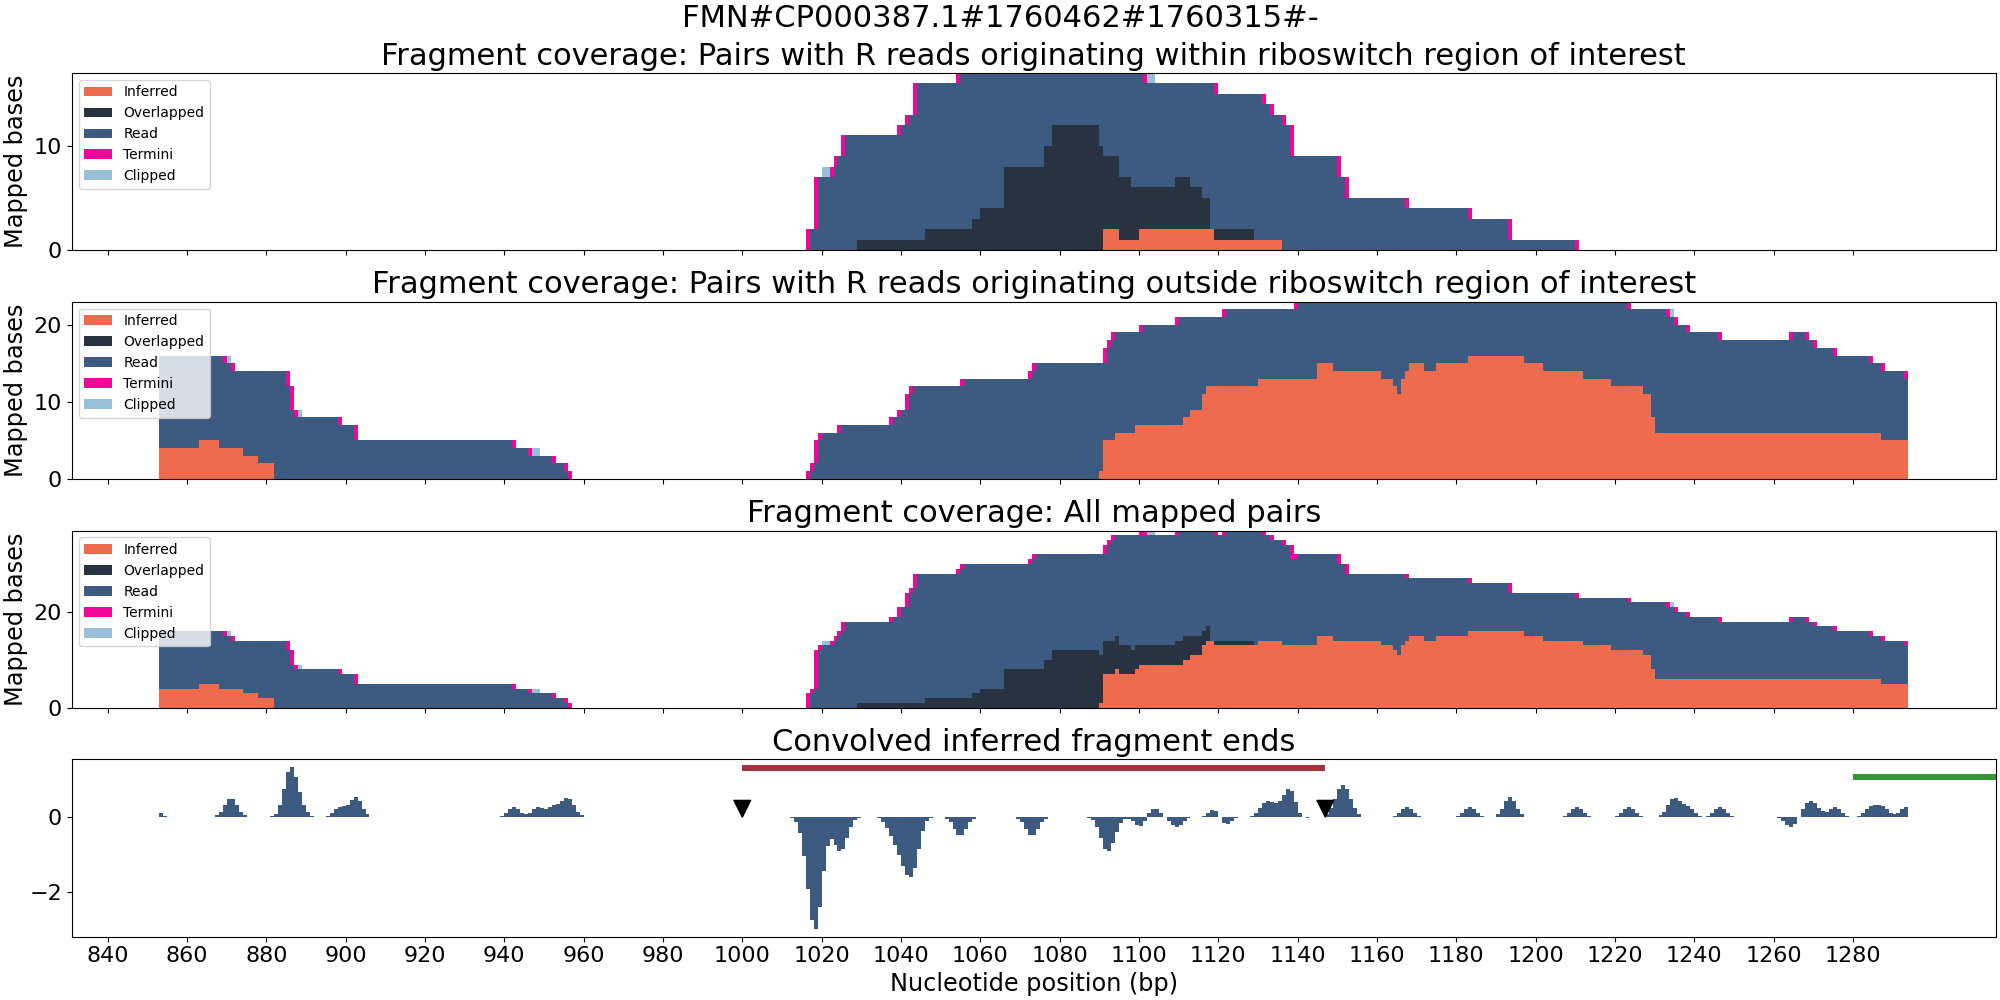 FMN#CP000387.1#1760462#1760315#-
Fragment coverage: Pairs with R reads originating within riboswitch region of interest
Mapped bases
10
0
Inferred
Overlapped
Read
Termini
Clipped
Fragment coverage: Pairs with R reads originating outside riboswitch region of interest
Mapped bases
20
10
0
Inferred
Overlapped
Read
Termini
Clipped
Fragment coverage: All mapped pairs
Mapped bases
20
0
Inferred
Overlapped
Read
Termini
Clipped
Convolved inferred fragment ends
0
−2
840 860 880 900 920 940 960 980 1000 1020 1040 1060 1080 1100 1120 1140 1160 1180 1200 1220 1240 1260 1280
Nucleotide position (bp)